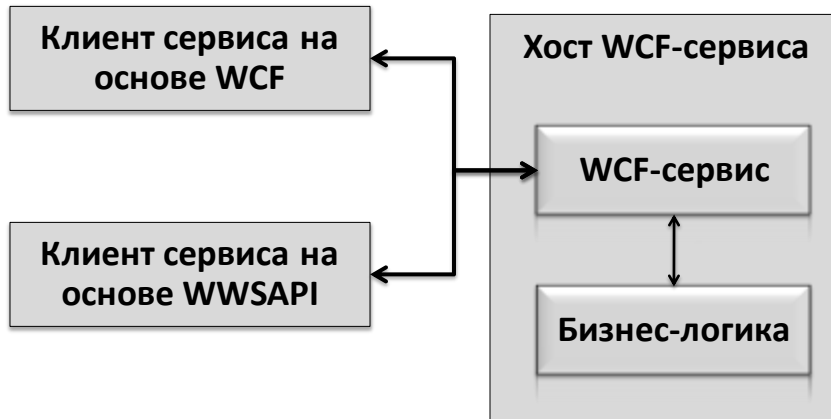 Клиент сервиса на
основе WCF
Клиент сервиса на
основе WWSAPI
Хост WCF-сервиса
WCF-сервис
Бизнес-логика